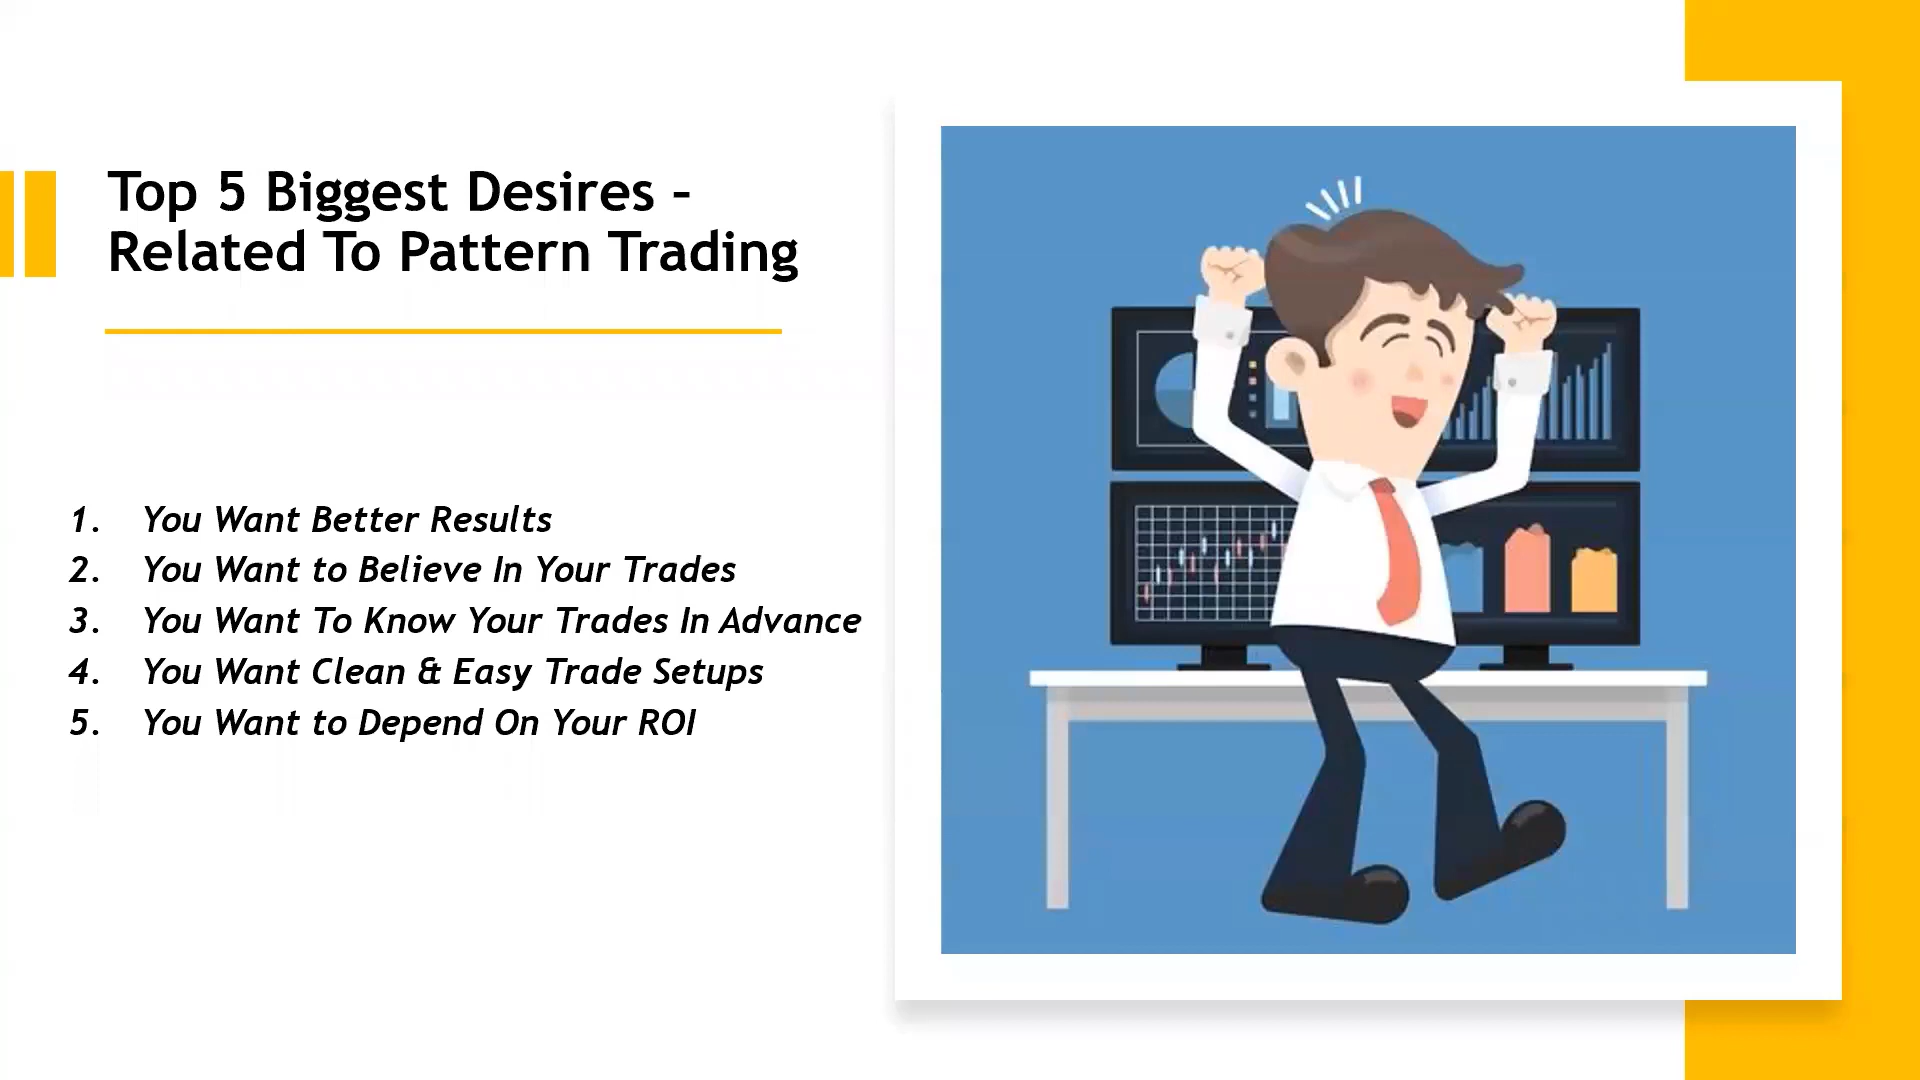 Top 5 Biggest Desires –
Related To Pattern Trading
1. You Want Better Results
2. You Want to Believe In Your Trades
3. You Want To Know Your Trades In Advance
4. You Want Clean & Easy Trade Setups
5. You Want to Depend On Your ROI